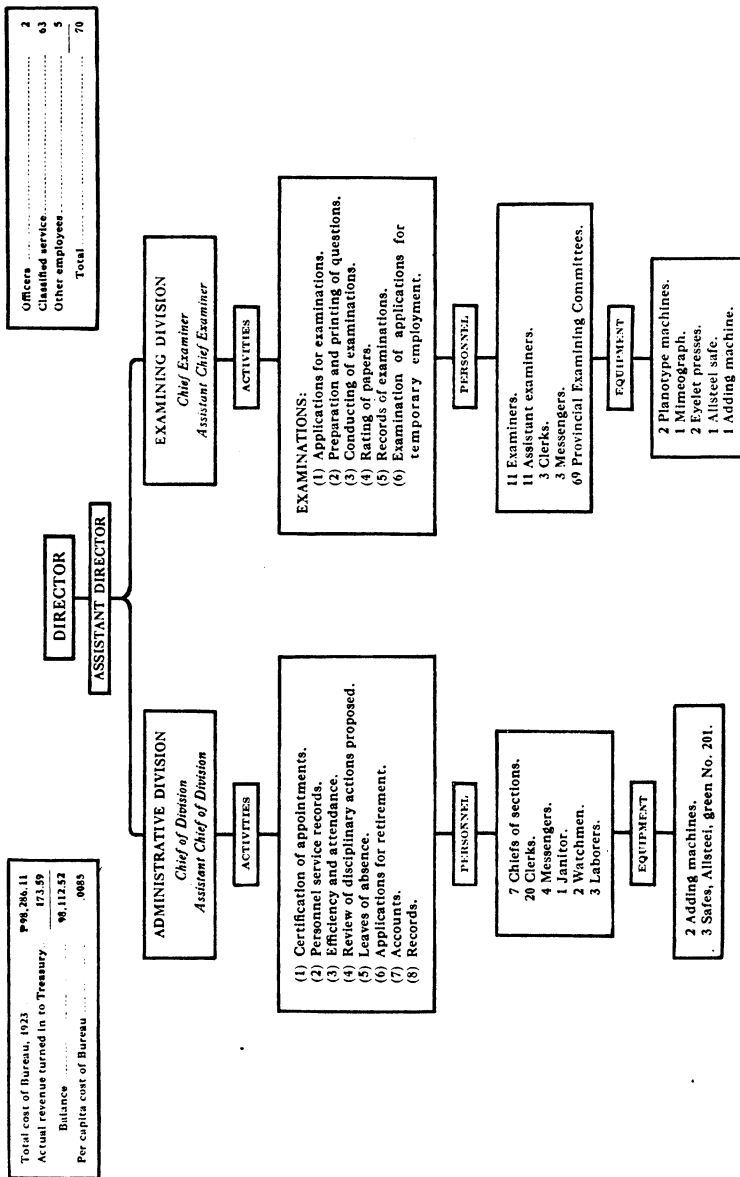 Total cost of Bureau, 1923 ₱98,286.11
Actual revenue turned in to Treasury.. 173.59
Balance ........ 98,112.52
Per capita cost of Bureau ........ .0085
Officers ........ 2
Classified service........ 63
Other employees........ 5
Total ........ 70
DIRECTOR
ASSISTANT DIRECTOR
ADMINISTRATIVE DIVISION
Chief of Division
Assistant Chief of Division
ACTIVITIES
(1) Certification of appointments.
(2) Personnel service records.
(3) Efficiency and attendance.
(4) Review of disciplinary actions proposed.
(5) Leaves of absence.
(6) Applications for retirement.
(7) Accounts.
(8) Records.
PERSONNEL
7 Chiefs of sections.
20 Clerks.
4 Messengers.
1 Janitor.
2 Watchmen.
3 Laborers.
EQUIPMENT
2 Adding machines.
3 Safes, Allsteel, green No. 201.
EXAMINING DIVISION
Chief Examiner
Assistant Chief Examiner
ACTIVITIES
EXAMINATIONS:
(1) Applications for examinations.
(2) Preparation and printing of questions.
(3) Conducting of examinations.
(4) Rating of papers.
(5) Records of examinations.
(6) Examination of applications for
temporary employment.
PERSONNEL
11 Examiners.
11 Assistant examiners.
3 Clerks.
3 Messengers.
69 Provincial Examining Committees.
EQUIPMENT
2 Planotype machines.
1 Mimeograph.
2 Eyelet presses.
1 Allsteel safe.
1 Adding machine.